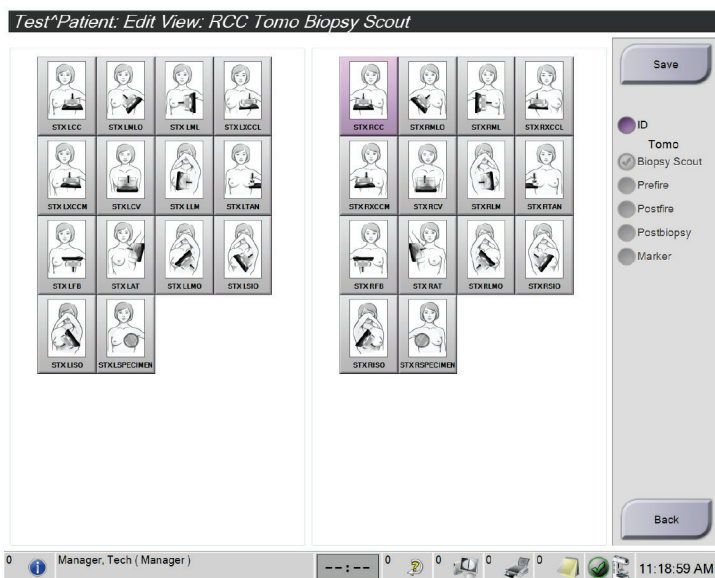 Test^Patient: Edit View: RCC Tomo Biopsy Scout
STX LCC STX LMLO STX LML STX LXCCL
STX LXCCM STX LCV STX LLM STX LTAN
STX LFB STX LAT STX LLMO STX LSIO
STX LISO STX LSPECIMEN
STX RCC STX RMLO STX RML STX RXCCL
STX RXCCM STX RCV STX RLM STX RTAN
STX RFB STX RAT STX RLMO STX RSIO
STX RISO STX RSPECIMEN
Save
ID
Tomo
Biopsy Scout
Prefire
Postfire
Postbiopsy
Marker
Back
0 i Manager, Tech ( Manager ) --:-- 0 0 0 0 11:18:59 AM